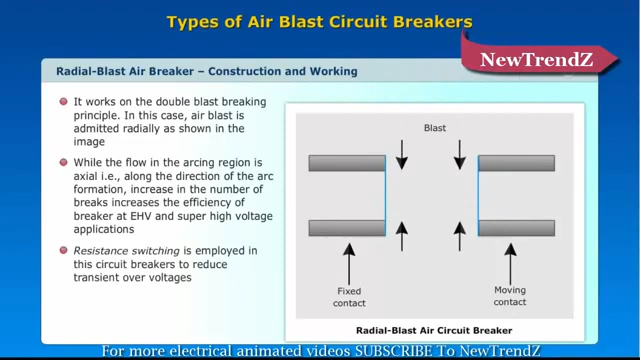 Types of Air Blast Circuit Breakers
NewTrendZ
Radial-Blast Air Breaker – Construction and Working
It works on the double blast breaking
principle. In this case, air blast is
admitted radially as shown in the
image
While the flow in the arcing region is
axial i.e., along the direction of the arc
formation, increase in the number of
breaks increases the efficiency of
breaker at EHV and super high voltage
applications
Resistance switching is employed in
this circuit breakers to reduce
transient over voltages
Blast
Fixed
contact
Moving
contact
Radial-Blast Air Circuit Breaker
For more electrical animated videos SUBSCRIBE To NewTrendZ